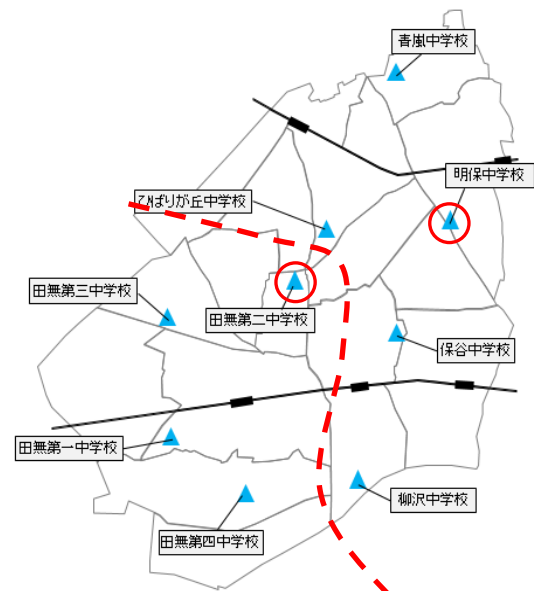 青嵐中学校
明保中学校
ひばりが丘中学校
田無第三中学校
田無第二中学校
保谷中学校
田無第一中学校
柳沢中学校
田無第四中学校